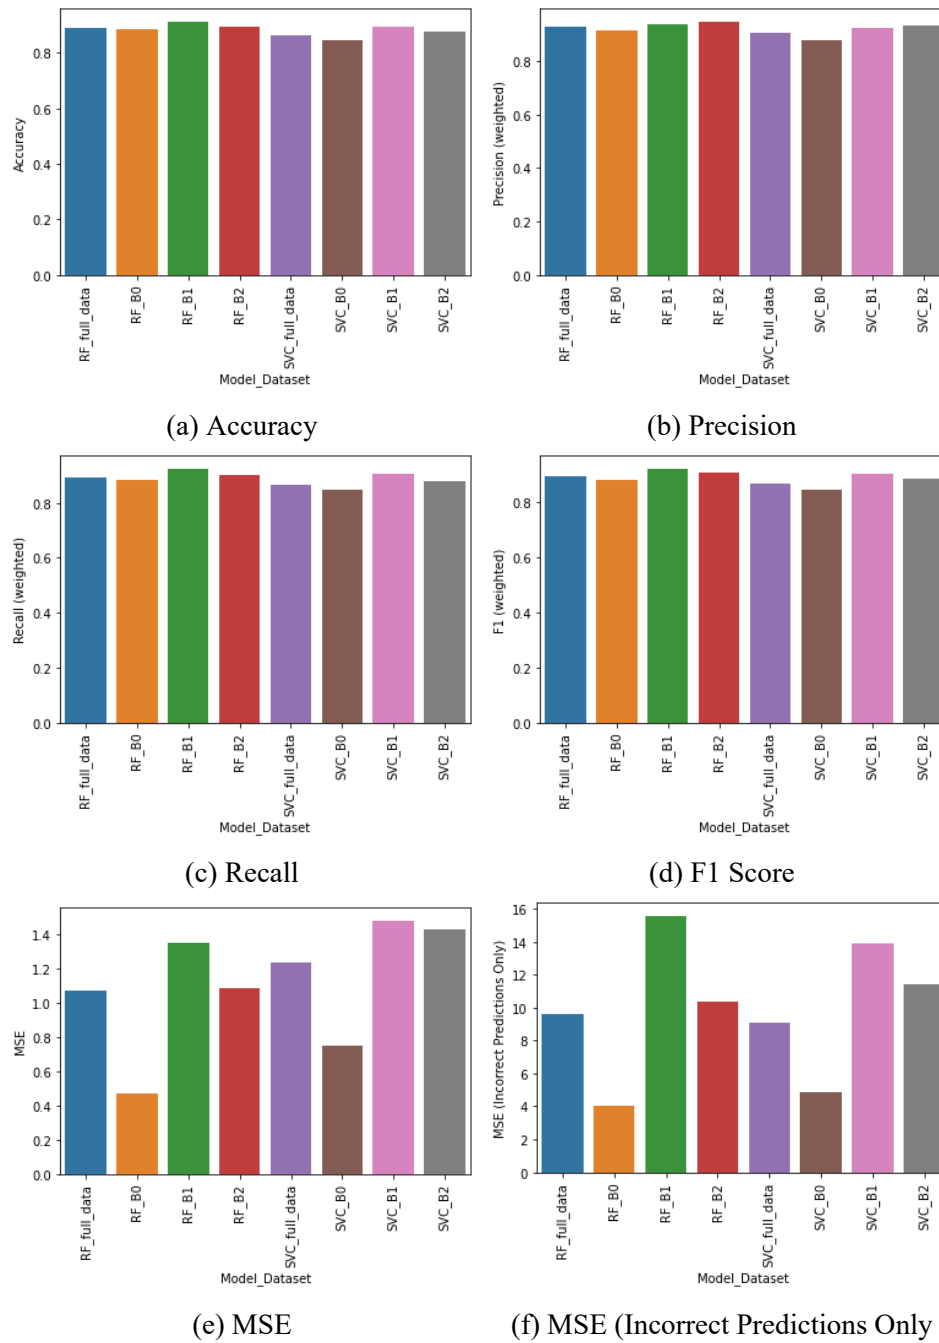 Accuracy
0.8
0.6
0.4
0.2
0.0
RF_full_data
RF_B0
RF_B1
RF_B2
SVC_full_data
SVC_B0
SVC_B1
SVC_B2
Model_Dataset
(a) Accuracy
Precision (weighted)
0.8
0.6
0.4
0.2
0.0
RF_full_data
RF_B0
RF_B1
RF_B2
SVC_full_data
SVC_B0
SVC_B1
SVC_B2
Model_Dataset
(b) Precision
Recall (weighted)
0.8
0.6
0.4
0.2
0.0
RF_full_data
RF_B0
RF_B1
RF_B2
SVC_full_data
SVC_B0
SVC_B1
SVC_B2
Model_Dataset
(c) Recall
F1 (weighted)
0.8
0.6
0.4
0.2
0.0
RF_full_data
RF_B0
RF_B1
RF_B2
SVC_full_data
SVC_B0
SVC_B1
SVC_B2
Model_Dataset
(d) F1 Score
MSE
1.4
1.2
1.0
0.8
0.6
0.4
0.2
0.0
RF_full_data
RF_B0
RF_B1
RF_B2
SVC_full_data
SVC_B0
SVC_B1
SVC_B2
Model_Dataset
(e) MSE
MSE (Incorrect Predictions Only)
16
14
12
10
8
6
4
2
0
RF_full_data
RF_B0
RF_B1
RF_B2
SVC_full_data
SVC_B0
SVC_B1
SVC_B2
Model_Dataset
(f) MSE (Incorrect Predictions Only